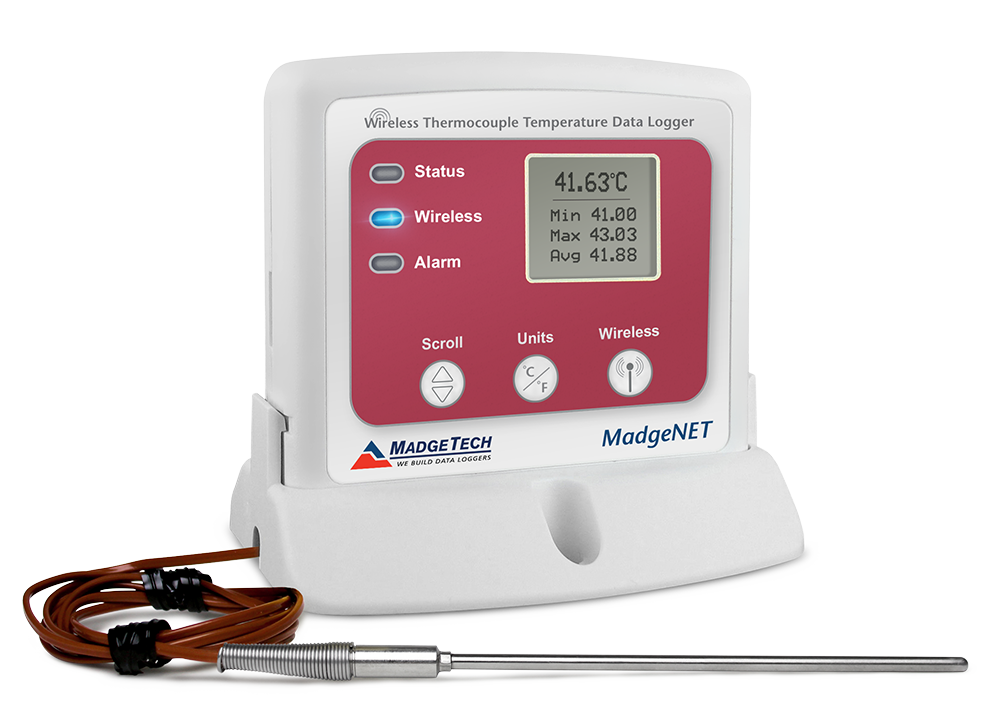 Wireless Thermocouple Temperature Data Logger
Status
Wireless
Alarm
41.63°C
Min 41.00
Max 43.03
Avg 41.88
Scroll
Units
Wireless
°C
°F
MADGETECH
WE BUILD DATA LOGGERS
MadgeNET